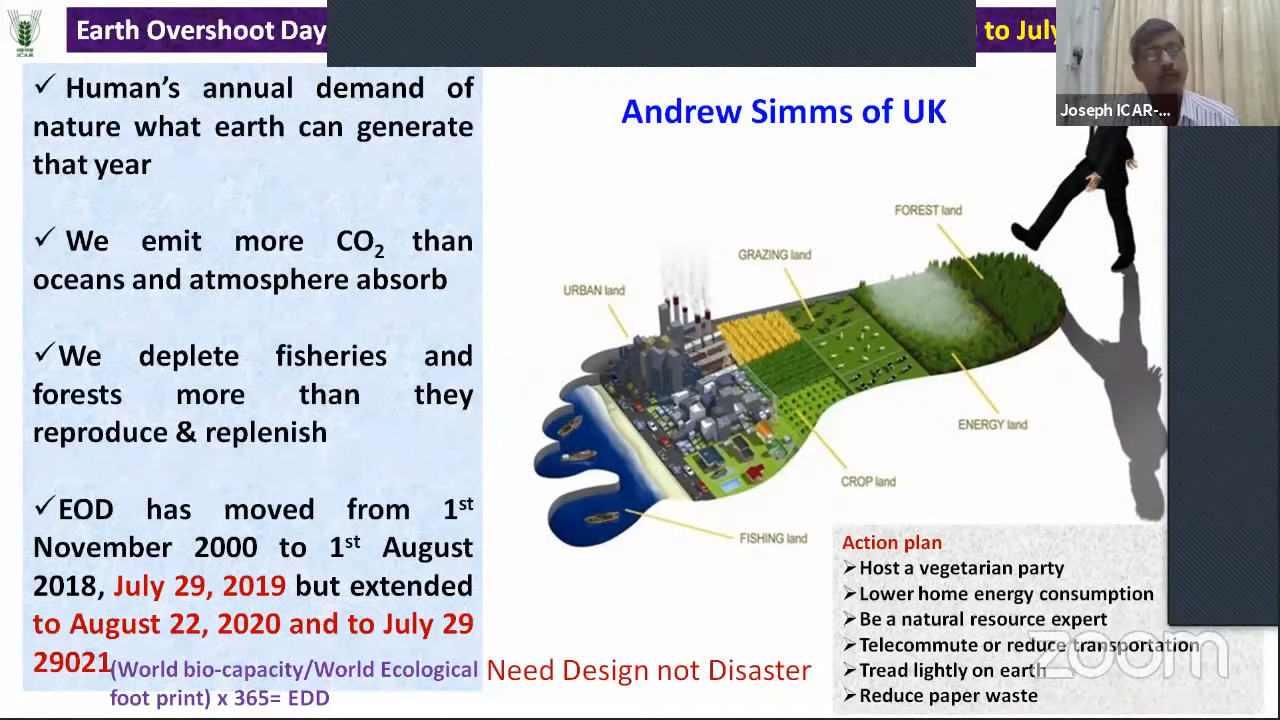 Earth Overshoot Day
to July
ICAR
Joseph ICAR-...
✓ Human's annual demand of
nature what earth can generate
that year
✓ We emit more CO2 than
oceans and atmosphere absorb
✓We deplete fisheries and
forests more than they
reproduce & replenish
✓EOD has moved from 1st
November 2000 to 1st August
2018, July 29, 2019 but extended
to August 22, 2020 and to July 29
29021
(World bio-capacity/World Ecological
foot print) x 365= EDD
Andrew Simms of UK
FOREST land
GRAZING land
URBAN land
ENERGY land
CROP land
FISHING land
Need Design not Disaster
Action plan
➢Host a vegetarian party
➢Lower home energy consumption
➢Be a natural resource expert
➢Telecommute or reduce transportation
➢Tread lightly on earth
➢Reduce paper waste
zoom